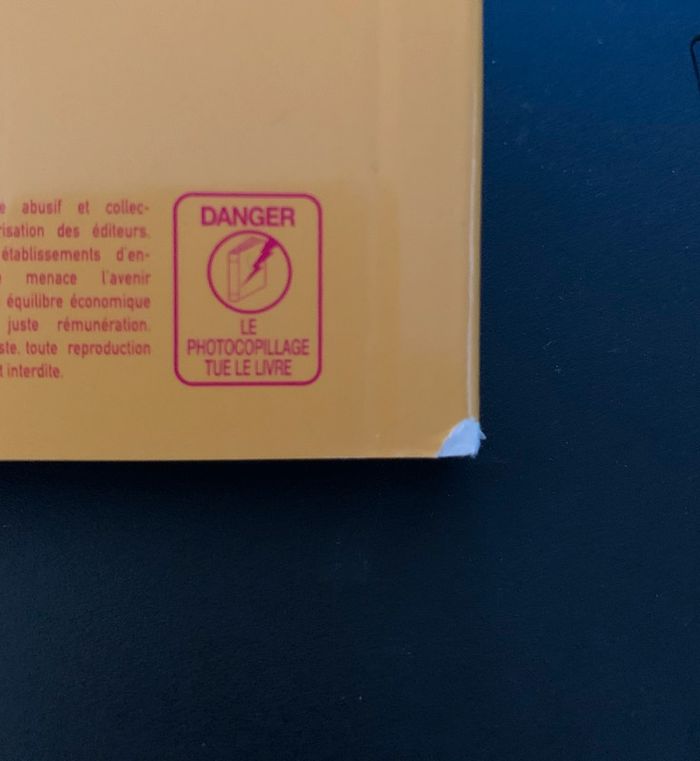 e abusif et collec-
risation des éditeurs.
établissements d'en-
menace l'avenir
équilibre économique
juste rémunération.
ste, toute reproduction
t interdite.
DANGER
LE
PHOTOCOPILLAGE
TUE LE LIVRE